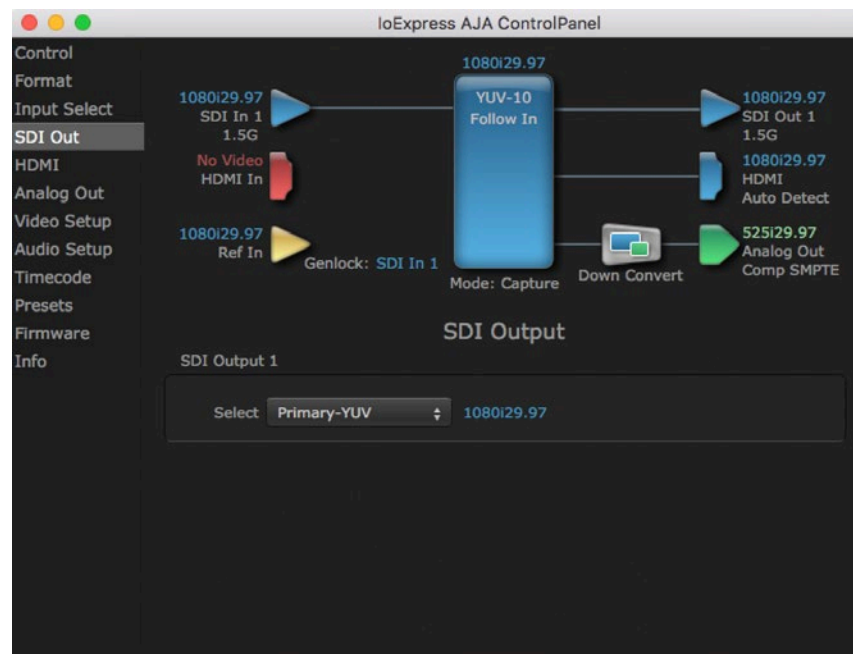 IoExpress AJA ControlPanel
Control
Format
Input Select
SDI Out
HDMI
Analog Out
Video Setup
Audio Setup
Timecode
Presets
Firmware
Info
1080i29.97
1080i29.97
SDI In 1
1.5G
No Video
HDMI In
1080i29.97
Ref In
Genlock: SDI In 1
YUV-10
Follow In
Mode: Capture
Down Convert
1080i29.97
SDI Out 1
1.5G
1080i29.97
HDMI
Auto Detect
525i29.97
Analog Out
Comp SMPTE
SDI Output
SDI Output 1
Select Primary-YUV 1080i29.97